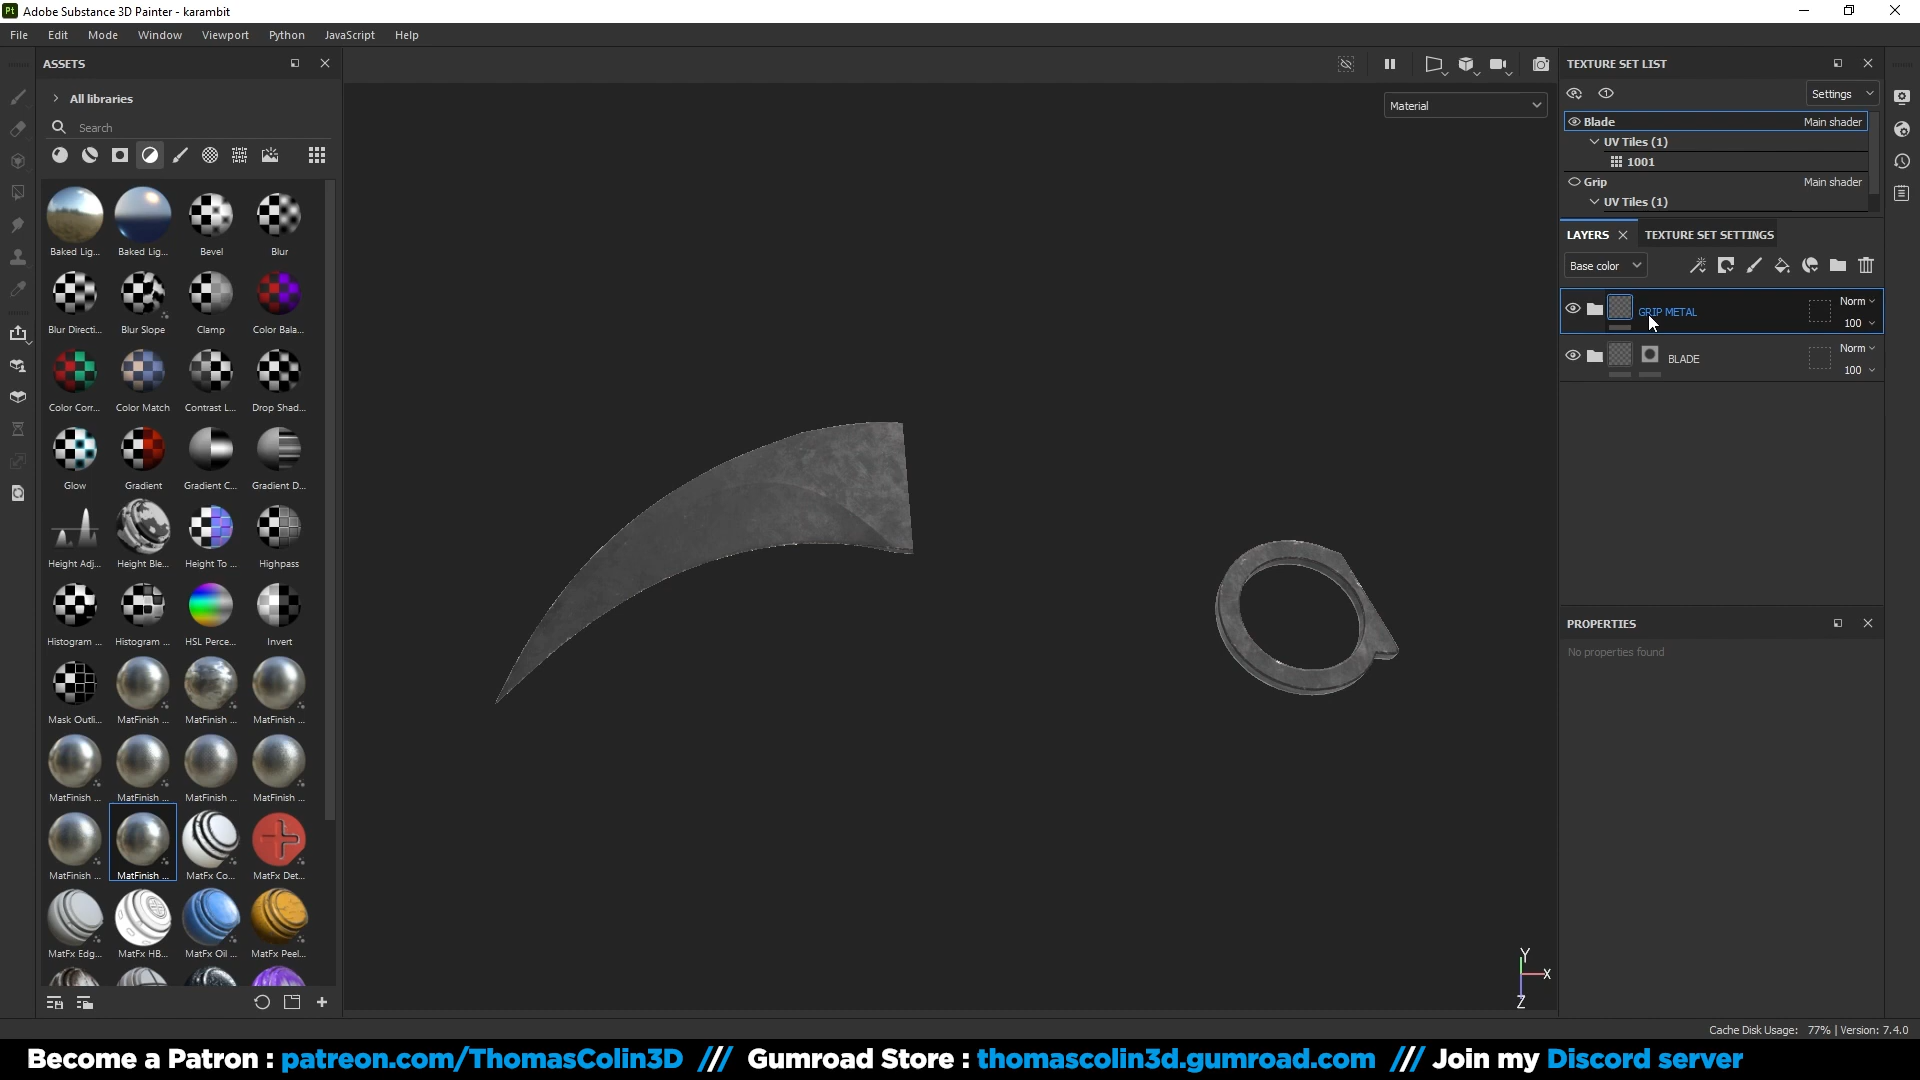 Pt Adobe Substance 3D Painter - karambit
File Edit Mode Window Viewport Python JavaScript Help
ASSETS
All libraries
Search
Baked Lig... Baked Lig... Bevel Blur
Blur Directi... Blur Slope Clamp Color Bala...
Color Corr... Color Match Contrast L... Drop Shad...
Glow Gradient Gradient C... Gradient D...
Height Adj... Height Ble... Height To ... Highpass
Histogram ... Histogram ... HSL Perce... Invert
Mask Outli... MatFinish ... MatFinish ... MatFinish ...
MatFinish ... MatFinish ... MatFinish ... MatFinish ...
MatFinish ... MatFinish ... MatFx Co... MatFx Det...
MatFx Edg... MatFx HB... MatFx Oil ... MatFx Peel...
Material
Y
X
Z
TEXTURE SET LIST
Settings
Blade Main shader
UV Tiles (1)
1001
Grip Main shader
UV Tiles (1)
LAYERS TEXTURE SET SETTINGS
Base color
GRIP METAL Norm
100
BLADE Norm
100
PROPERTIES
No properties found
Cache Disk Usage: 77% | Version: 7.4.0
Become a Patron : patreon.com/ThomasColin3D /// Gumroad Store : thomascolin3d.gumroad.com /// Join my Discord server